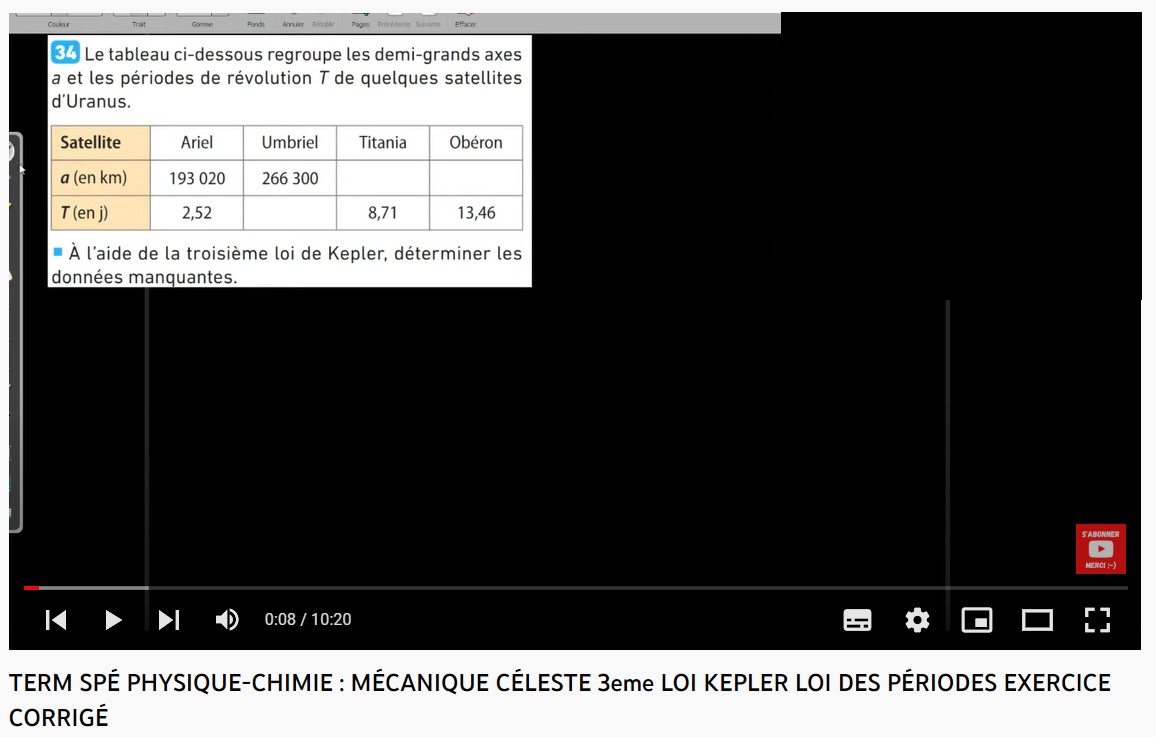 Couleur Trait Gomme Fonds Annuler Rétablir Pages Précédente Suivante Effacer
34 Le tableau ci-dessous regroupe les demi-grands axes
a et les périodes de révolution T de quelques satellites
d'Uranus.
Satellite Ariel Umbriel Titania Obéron
a (en km) 193 020 266 300
T (en j) 2,52 8,71 13,46
À l'aide de la troisième loi de Kepler, déterminer les
données manquantes.
S'ABONNER
MERCI ;-)
0:08 / 10:20
TERM SPÉ PHYSIQUE-CHIMIE : MÉCANIQUE CÉLESTE 3eme LOI KEPLER LOI DES PÉRIODES EXERCICE
CORRIGÉ